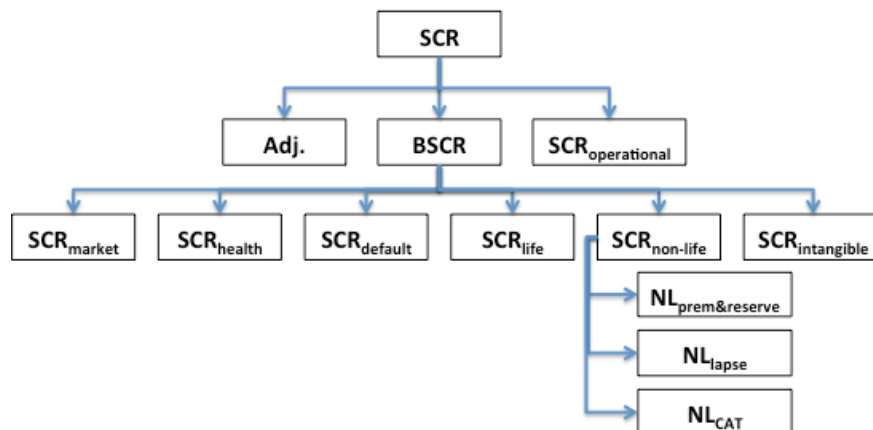 SCR
Adj. BSCR SCRoperational
SCRmarket SCRhealth SCRdefault SCRlife SCRnon-life SCRintangible
NLprem&reserve
NLlapse
NLCAT